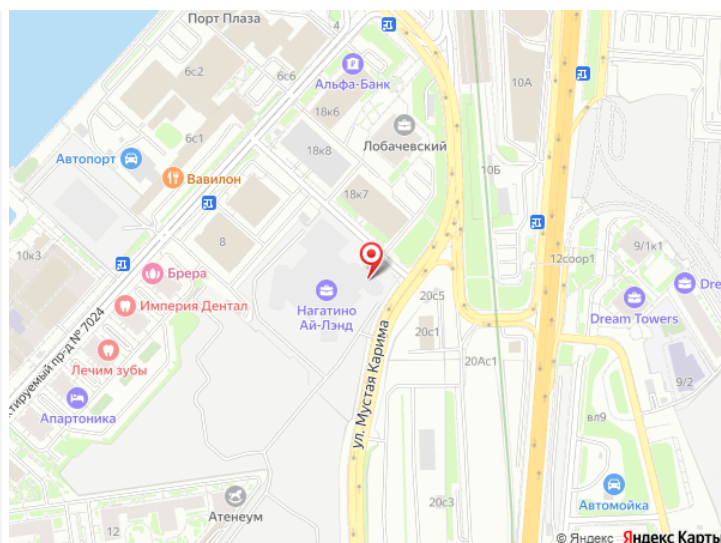 Порт Плаза
4
6с2
6с6
10А
Альфа-Банк
18к6
6с1
Лобачевский
18к8
Автопорт
10Б
Вавилон
18к7
8
9/1к1
10к3
12соор1
Брера
Dre
20с5
Империя Дентал
Нагатино
Ай-Лэнд
Dream Towers
20с1
20Ас1
ктируемый пр-д № 7024
Лечим зубы
ул. Мустая Карима
9/2
Апартоника
вл9
Атенеум
20с3
Автомойка
12
© Яндекс Яндекс Карты